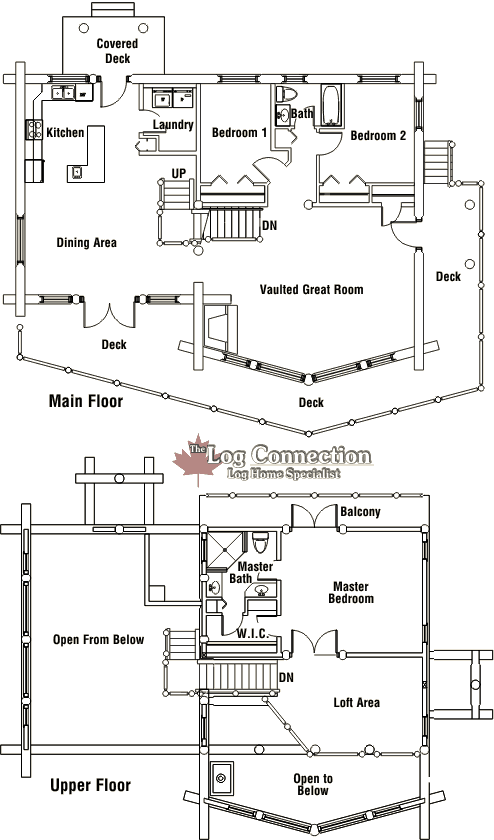 Covered
Deck
Kitchen
Laundry
Bedroom 1
Bath
Bedroom 2
UP
DN
Dining Area
Vaulted Great Room
Deck
Deck
Deck
Main Floor
The Log Connection
Log Home Specialist
Balcony
Master
Bath
Master
Bedroom
Open From Below
W.I.C.
DN
Loft Area
Upper Floor
Open to
Below